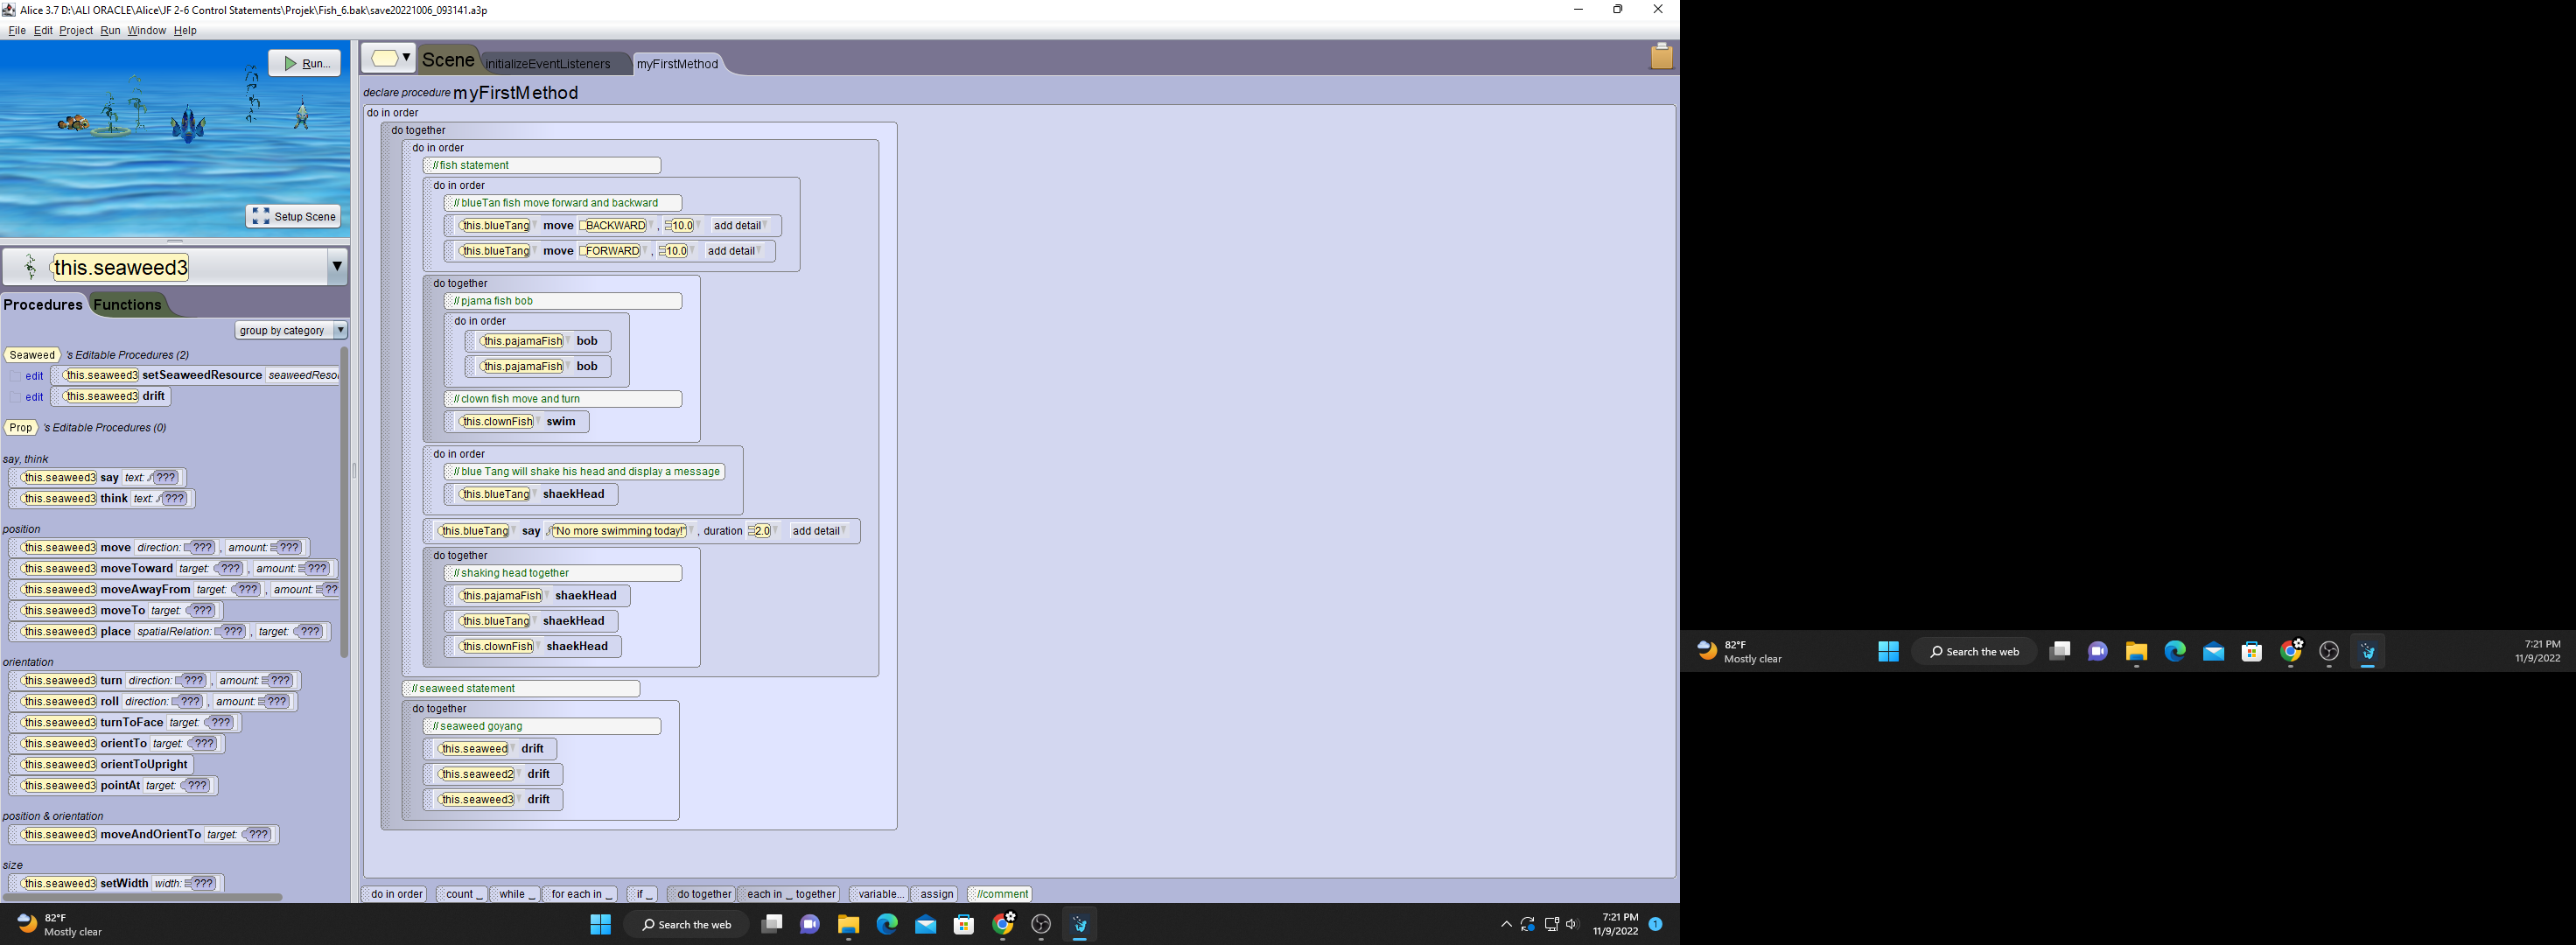 Alice 3.7 D:\ALI ORACLE\Alice\JF 2-6 Control Statements\Projek\Fish_6.bak\save20221006_093141.a3p
File Edit Project Run Window Help
Run...
Setup Scene
this.seaweed3
Procedures Functions
group by category
Seaweed 's Editable Procedures (2)
edit this.seaweed3 setSeaweedResource
edit this.seaweed3 drift
Prop 's Editable Procedures (0)
say, think
this.seaweed3 say text: ???
this.seaweed3 think text: ???
position
this.seaweed3 move direction: ??? , amount: ???
this.seaweed3 moveToward target: ??? , amount: ???
this.seaweed3 moveAwayFrom target: ??? , amount: ??
this.seaweed3 moveTo target: ???
this.seaweed3 place spatialRelation: ??? , target: ???
orientation
this.seaweed3 turn direction: ??? , amount: ???
this.seaweed3 roll direction: ??? , amount: ???
this.seaweed3 turnToFace target: ???
this.seaweed3 orientTo target: ???
this.seaweed3 orientToUpright
this.seaweed3 pointAt target: ???
position & orientation
this.seaweed3 moveAndOrientTo target: ???
size
this.seaweed3 setWidth width: ???
Scene initializeEventListeners myFirstMethod
declare procedure myFirstMethod
do in order
do together
do in order
//fish statement
do in order
// blueTan fish move forward and backward
this.blueTang move BACKWARD , 10.0 add detail
this.blueTang move FORWARD , 10.0 add detail
do together
// pjama fish bob
do in order
this.pajamaFish bob
this.pajamaFish bob
// clown fish move and turn
this.clownFish swim
do in order
// blue Tang will shake his head and display a message
this.blueTang shaekHead
this.blueTang say "No more swimming today!" , duration 2.0 add detail
do together
// shaking head together
this.pajamaFish shaekHead
this.blueTang shaekHead
this.clownFish shaekHead
// seaweed statement
do together
// seaweed goyang
this.seaweed drift
this.seaweed2 drift
this.seaweed3 drift
do in order count _ while _ for each in _ if _ do together each in _ together variable... assign //comment
82°F
Mostly clear
Search the web
7:21 PM
11/9/2022
1
82°F
Mostly clear
Search the web
7:21 PM
11/9/2022